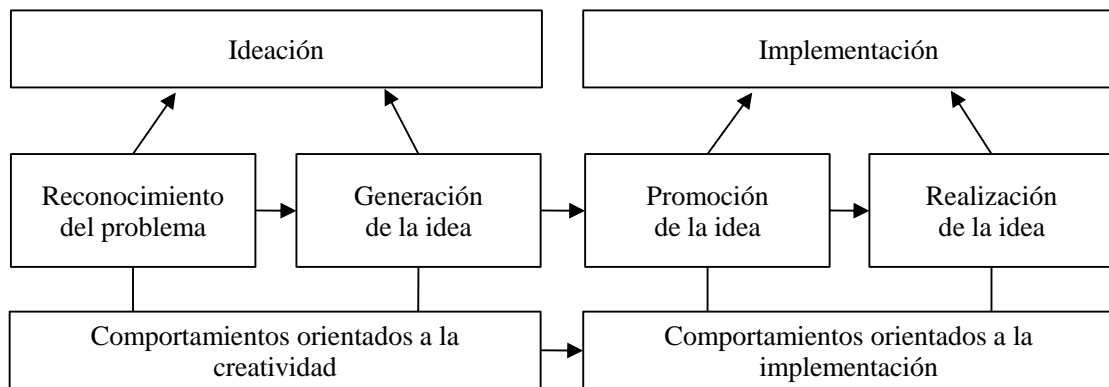 Ideación
Implementación
Reconocimiento
del problema
Generación
de la idea
Promoción
de la idea
Realización
de la idea
Comportamientos orientados a la
creatividad
Comportamientos orientados a la
implementación